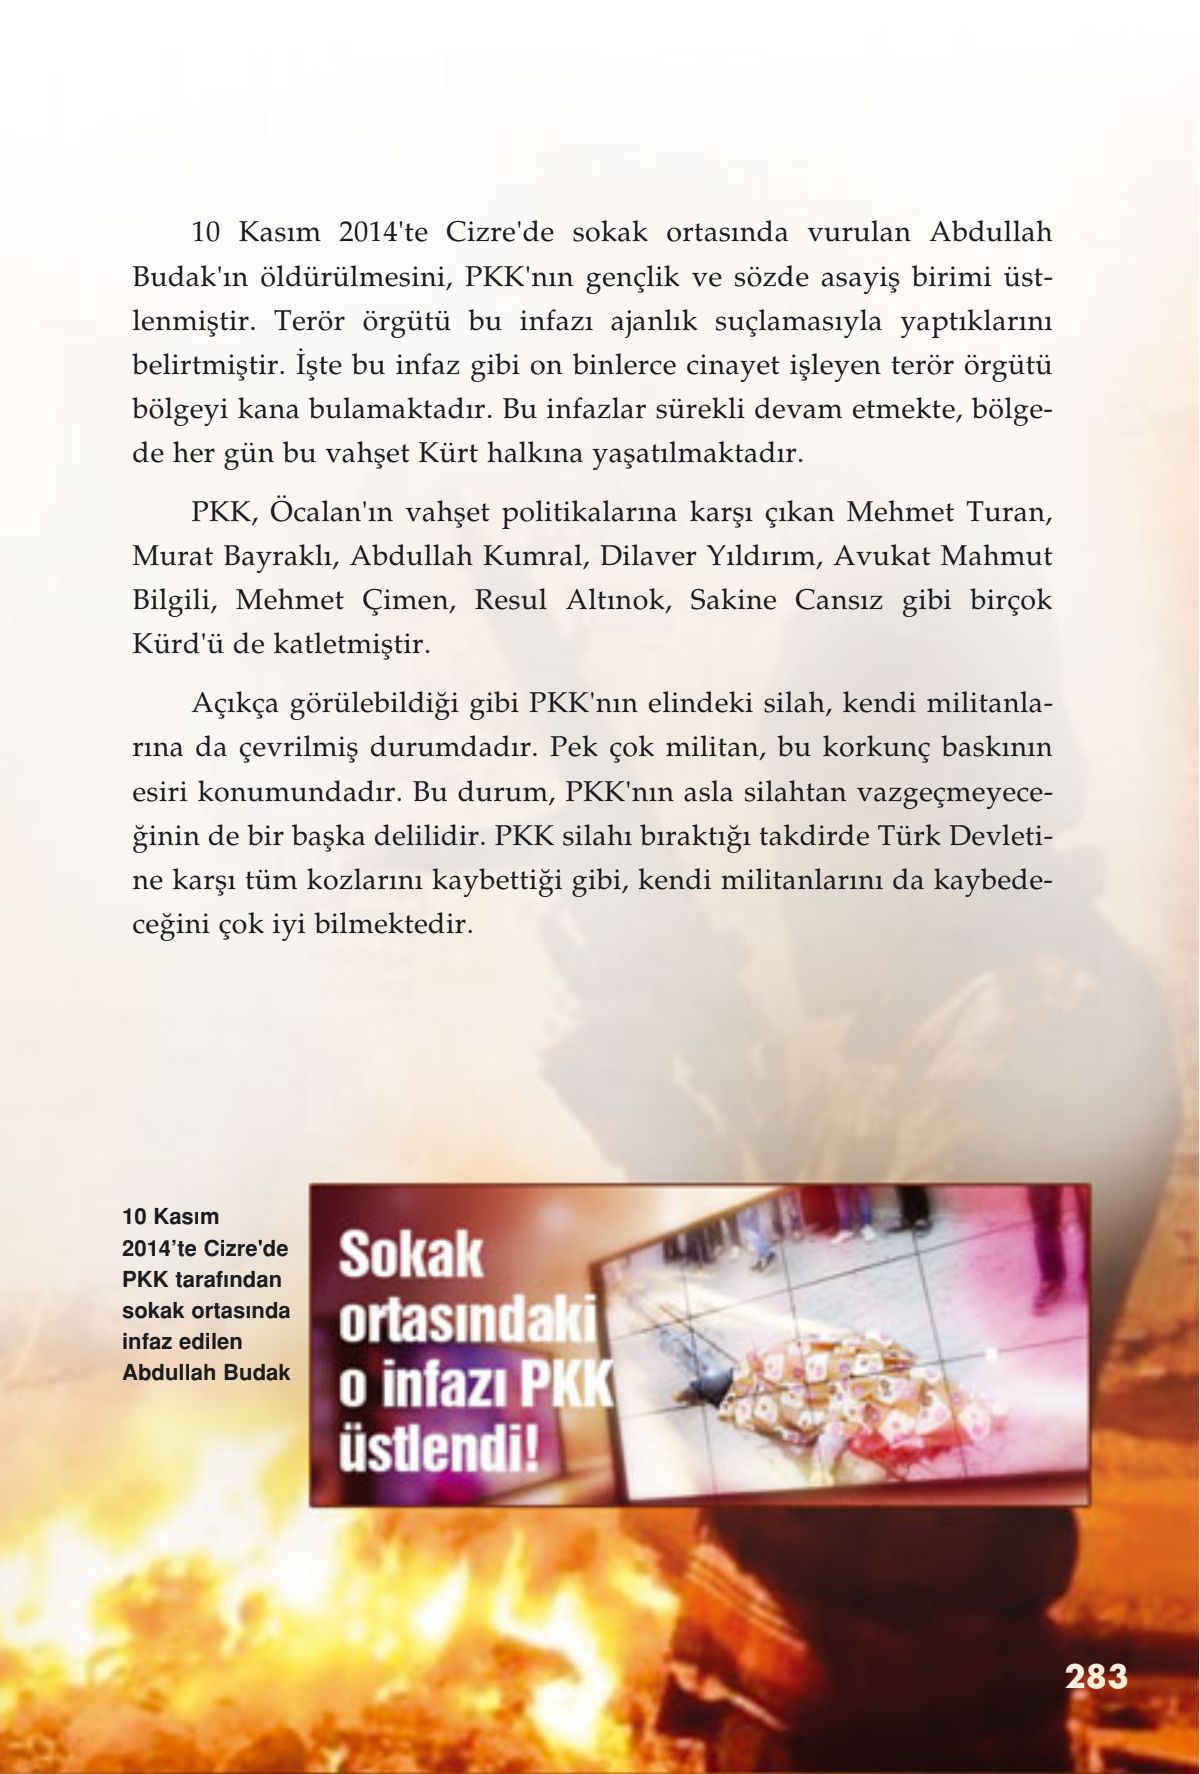 10 Kasım 2014'te Cizre'de sokak ortasında vurulan Abdullah
Budak'ın öldürülmesini, PKK'nın gençlik ve sözde asayiş birimi üst-
lenmiştir. Terör örgütü bu infazı ajanlık suçlamasıyla yaptıklarını
belirtmiştir. İşte bu infaz gibi on binlerce cinayet işleyen terör örgütü
bölgeyi kana bulamaktadır. Bu infazlar sürekli devam etmekte, bölge-
de her gün bu vahşet Kürt halkına yaşatılmaktadır.
PKK, Öcalan'ın vahşet politikalarına karşı çıkan Mehmet Turan,
Murat Bayraklı, Abdullah Kumral, Dilaver Yıldırım, Avukat Mahmut
Bilgili, Mehmet Çimen, Resul Altınok, Sakine Cansız gibi birçok
Kürd'ü de katletmiştir.
Açıkça görülebildiği gibi PKK'nın elindeki silah, kendi militanla-
rına da çevrilmiş durumdadır. Pek çok militan, bu korkunç baskının
esiri konumundadır. Bu durum, PKK'nın asla silahtan vazgeçmeyece-
ğinin de bir başka delilidir. PKK silahı bıraktığı takdirde Türk Devleti-
ne karşı tüm kozlarını kaybettiği gibi, kendi militanlarını da kaybede-
ceğini çok iyi bilmektedir.
10 Kasım
2014’te Cizre'de
PKK tarafından
sokak ortasında
infaz edilen
Abdullah Budak
Sokak
ortasındaki
o infazı PKK
üstlendi!
283